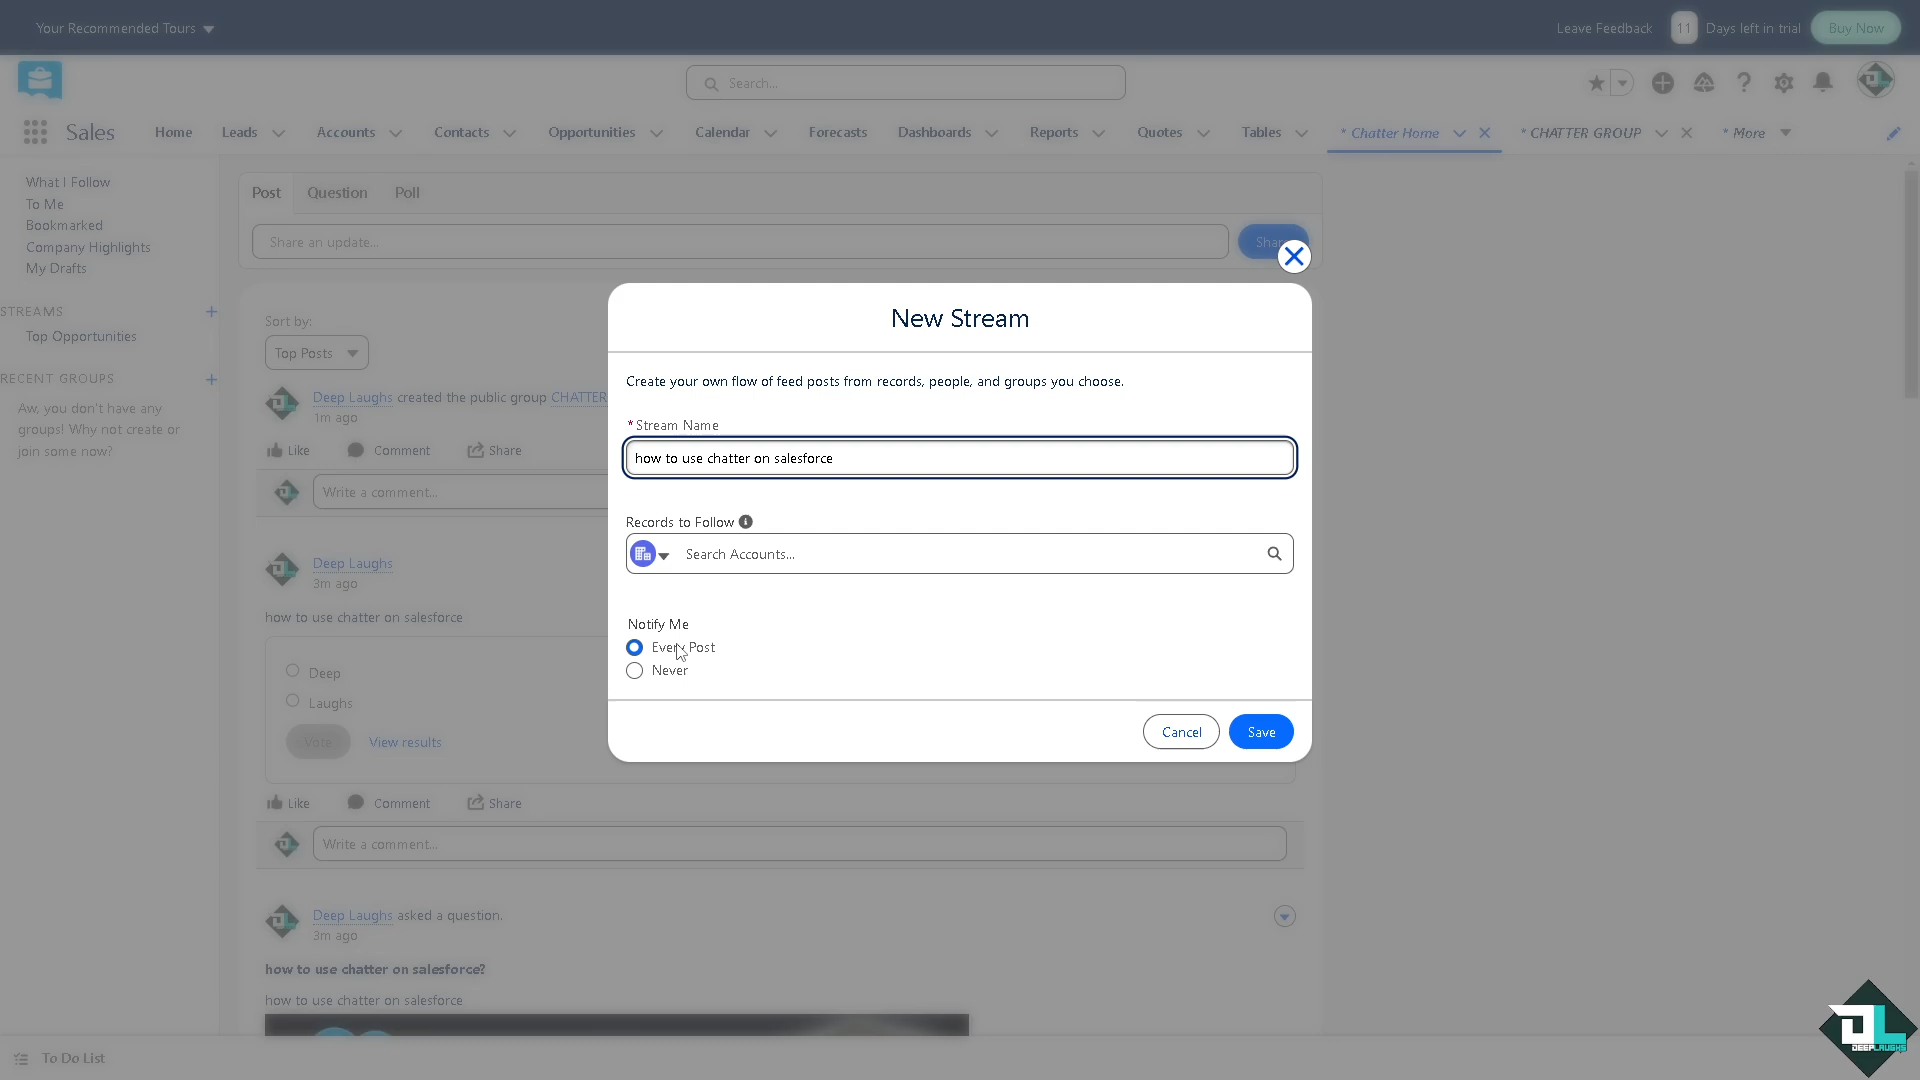 Your Recommended Tours
Leave Feedback
11 Days left in trial
Buy Now
Search...
Sales
Home
Leads
Accounts
Contacts
Opportunities
Calendar
Forecasts
Dashboards
Reports
Quotes
Tables
* Chatter Home
* CHATTER GROUP
* More
What I Follow
To Me
Bookmarked
Company Highlights
My Drafts
STREAMS
Top Opportunities
RECENT GROUPS
Aw, you don't have any
groups! Why not create or
join some now?
Post
Question
Poll
Share an update...
Sort by:
Top Posts
Deep Laughs created the public group CHATTER
1m ago
Like
Comment
Share
Write a comment...
Deep Laughs
3m ago
how to use chatter on salesforce
Deep
Laughs
Vote
View results
Like
Comment
Share
Write a comment...
Deep Laughs asked a question.
3m ago
how to use chatter on salesforce?
how to use chatter on salesforce
New Stream
Create your own flow of feed posts from records, people, and groups you choose.
* Stream Name
how to use chatter on salesforce
Records to Follow
Search Accounts...
Notify Me
Every Post
Never
Cancel
Save
To Do List
DEEPLAUGHS